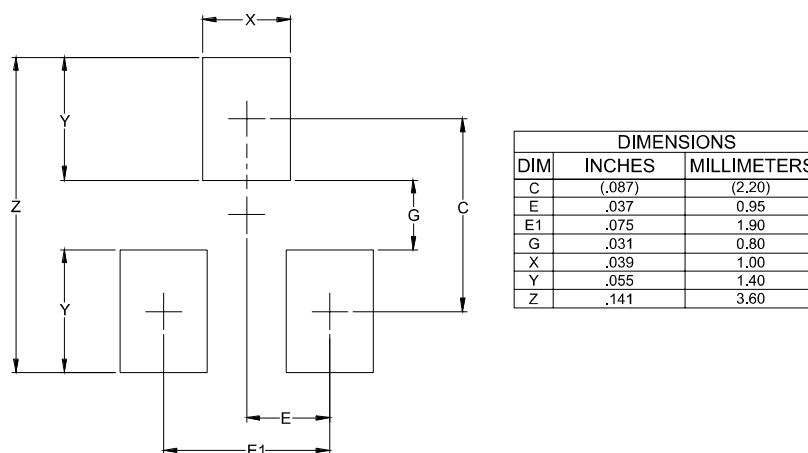 X
Y
Z
G
C
Y
E
E1
DIMENSIONS
DIM INCHES MILLIMETERS
C (.087) (2.20)
E .037 0.95
E1 .075 1.90
G .031 0.80
X .039 1.00
Y .055 1.40
Z .141 3.60